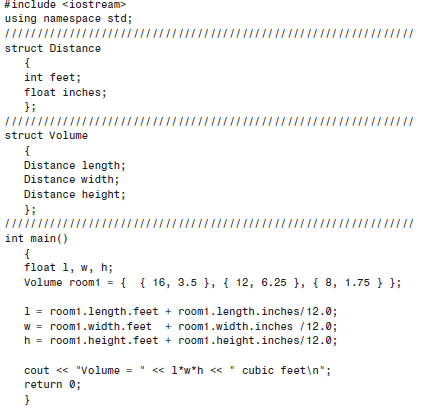 #include <iostream>
using namespace std;
////////////////////////////////////////////////////////////////
struct Distance
{
int feet;
float inches;
};
////////////////////////////////////////////////////////////////
struct Volume
{
Distance length;
Distance width;
Distance height;
};
////////////////////////////////////////////////////////////////
int main()
{
float l, w, h;
Volume room1 = { { 16, 3.5 }, { 12, 6.25 }, { 8, 1.75 } };
l = room1.length.feet + room1.length.inches/12.0;
w = room1.width.feet + room1.width.inches /12.0;
h = room1.height.feet + room1.height.inches/12.0;
cout << "Volume = " << l*w*h << " cubic feet\n";
return 0;
}